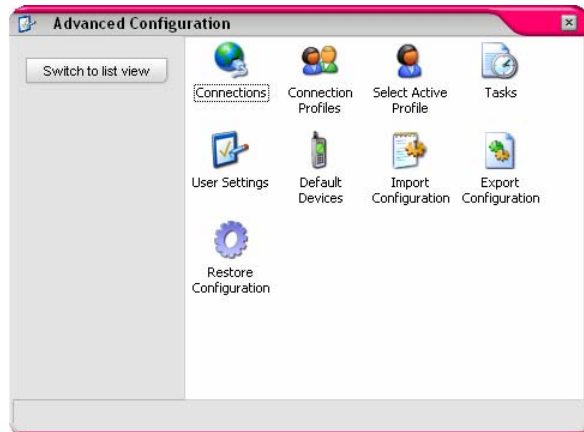 Advanced Configuration
Switch to list view
Connections
Connection
Profiles
Select Active
Profile
Tasks
User Settings
Default
Devices
Import
Configuration
Export
Configuration
Restore
Configuration